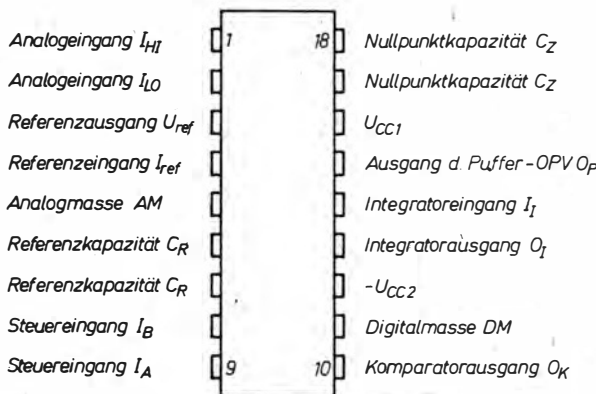 Analogeingang I_HI 1 18 Nullpunktkapazität C_Z
Analogeingang I_LO Nullpunktkapazität C_Z
Referenzausgang U_ref U_CC1
Referenzeingang I_ref Ausgang d. Puffer-OPV O_P
Analogmasse AM Integratoreingang I_I
Referenzkapazität C_R Integratorausgang O_I
Referenzkapazität C_R -U_CC2
Steuereingang I_B Digitalmasse DM
Steuereingang I_A 9 10 Komparatorausgang O_K